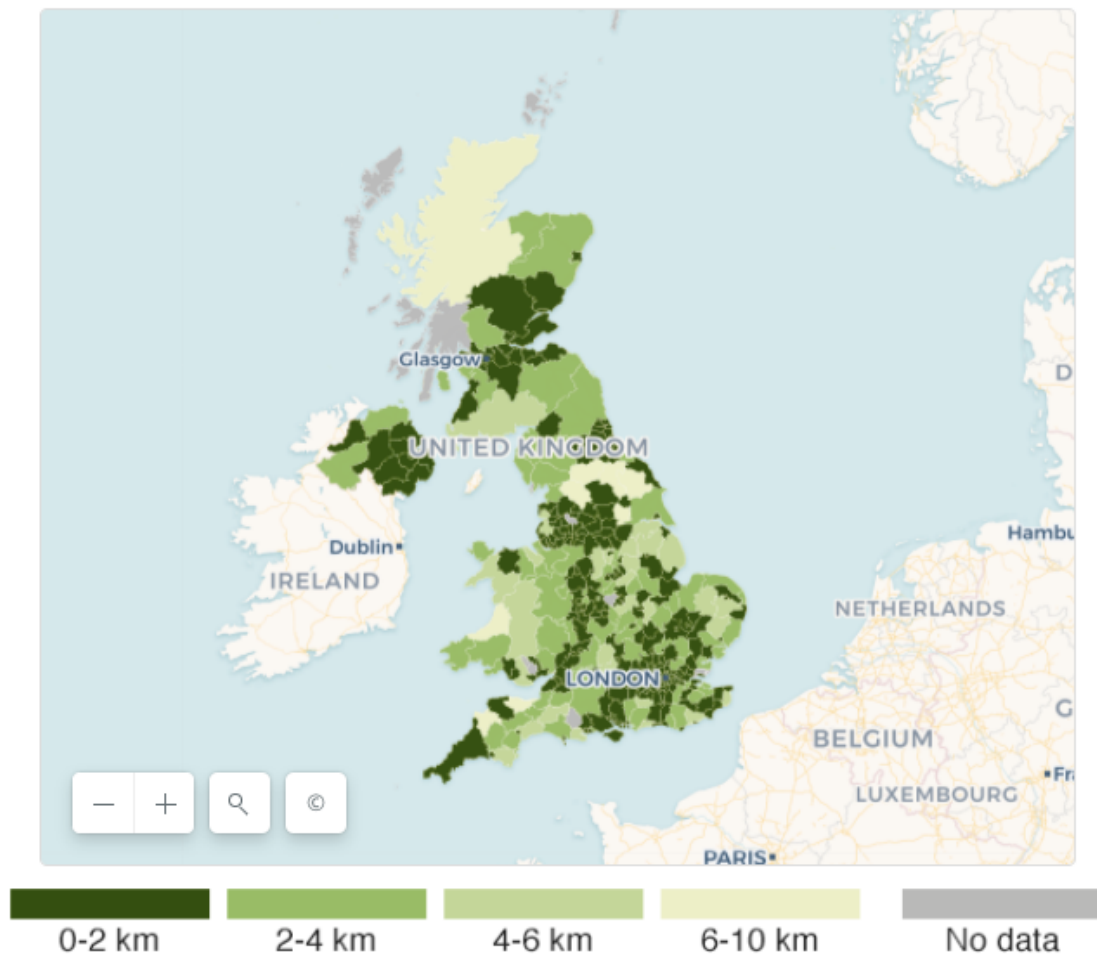 Glasgow
UNITED KINGDOM
Dublin
IRELAND
Hambu
NETHERLANDS
LONDON
BELGIUM
LUXEMBOURG
PARIS
D
G
Fra
− + ©
0-2 km 2-4 km 4-6 km 6-10 km No data